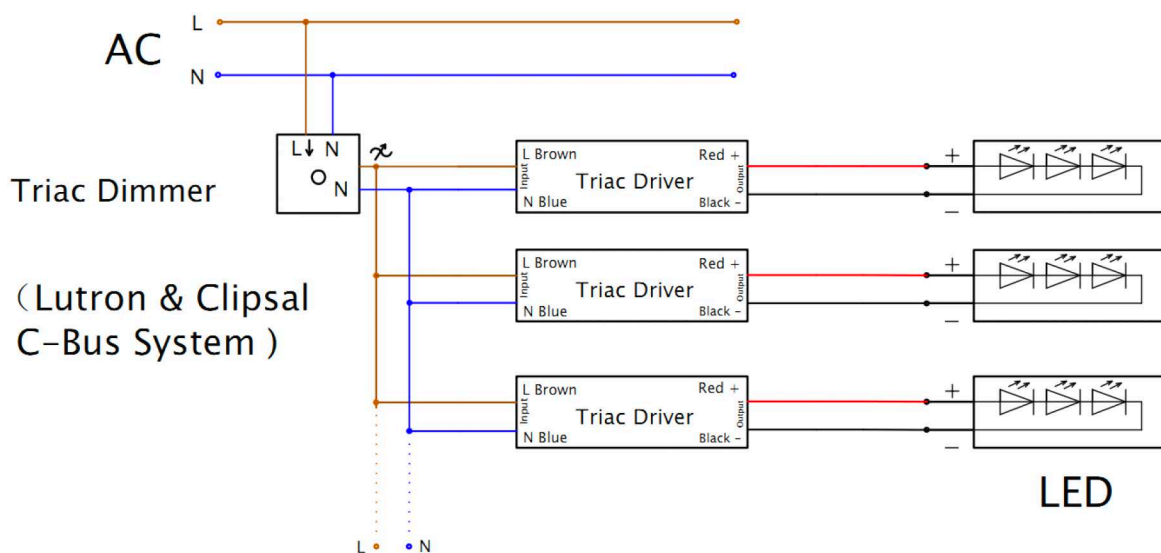 L
AC
N
L↓ N
N
Triac Dimmer
（Lutron & Clipsal
C-Bus System )
L Brown
Input
N Blue
Triac Driver
Red +
Output
Black -
+
−
L Brown
Input
N Blue
Triac Driver
Red +
Output
Black -
+
−
L Brown
Input
N Blue
Triac Driver
Red +
Output
Black -
+
−
LED
L
N